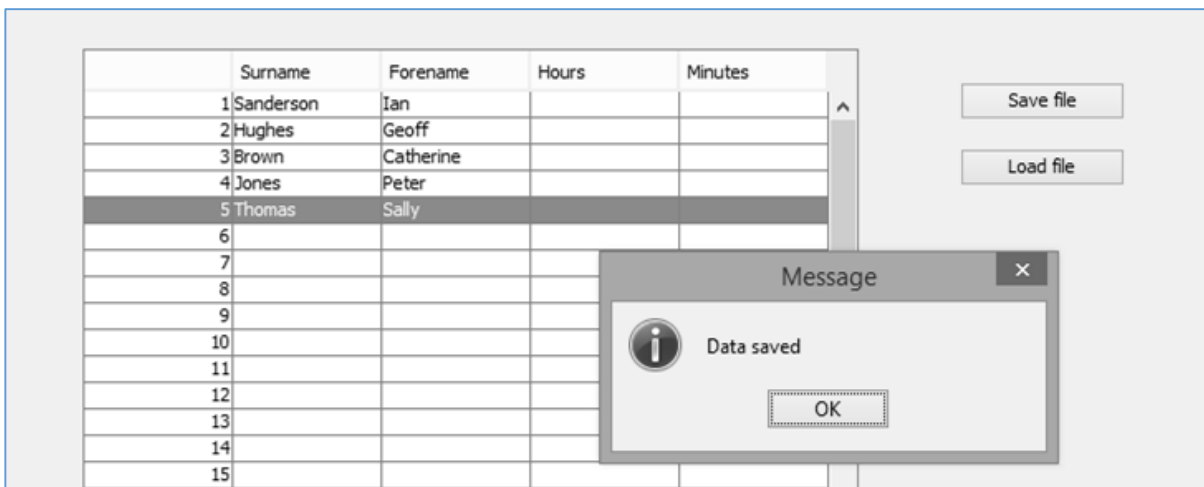 Surname Forename Hours Minutes
1 Sanderson Ian
2 Hughes Geoff
3 Brown Catherine
4 Jones Peter
5 Thomas Sally
6
7
8
9
10
11
12
13
14
15
Save file
Load file
Message
Data saved
OK